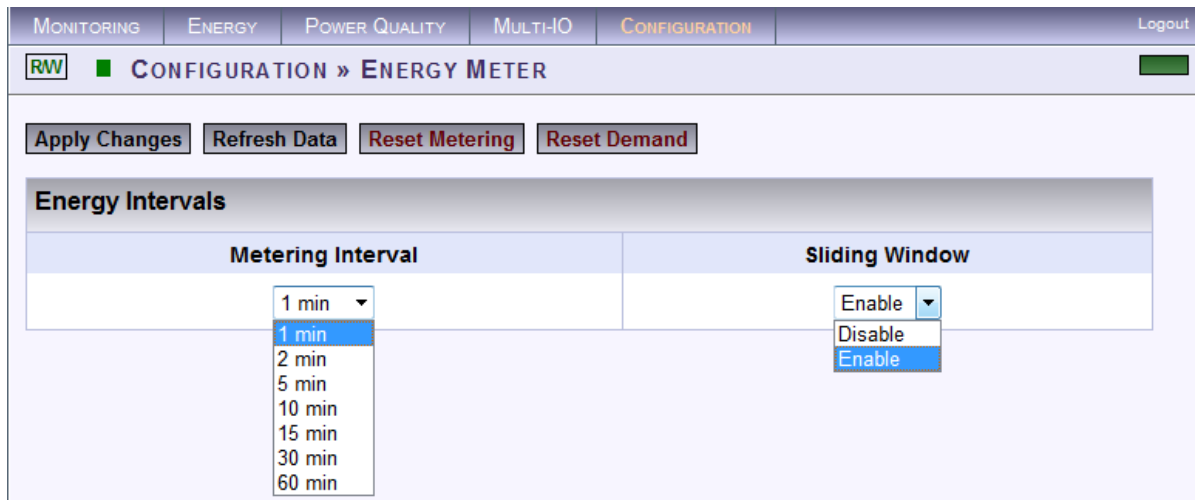 MONITORING ENERGY POWER QUALITY MULTI-IO CONFIGURATION Logout
R/W CONFIGURATION » ENERGY METER
Apply Changes Refresh Data Reset Metering Reset Demand
Energy Intervals
Metering Interval Sliding Window
1 min Enable
1 min Disable
2 min Enable
5 min
10 min
15 min
30 min
60 min